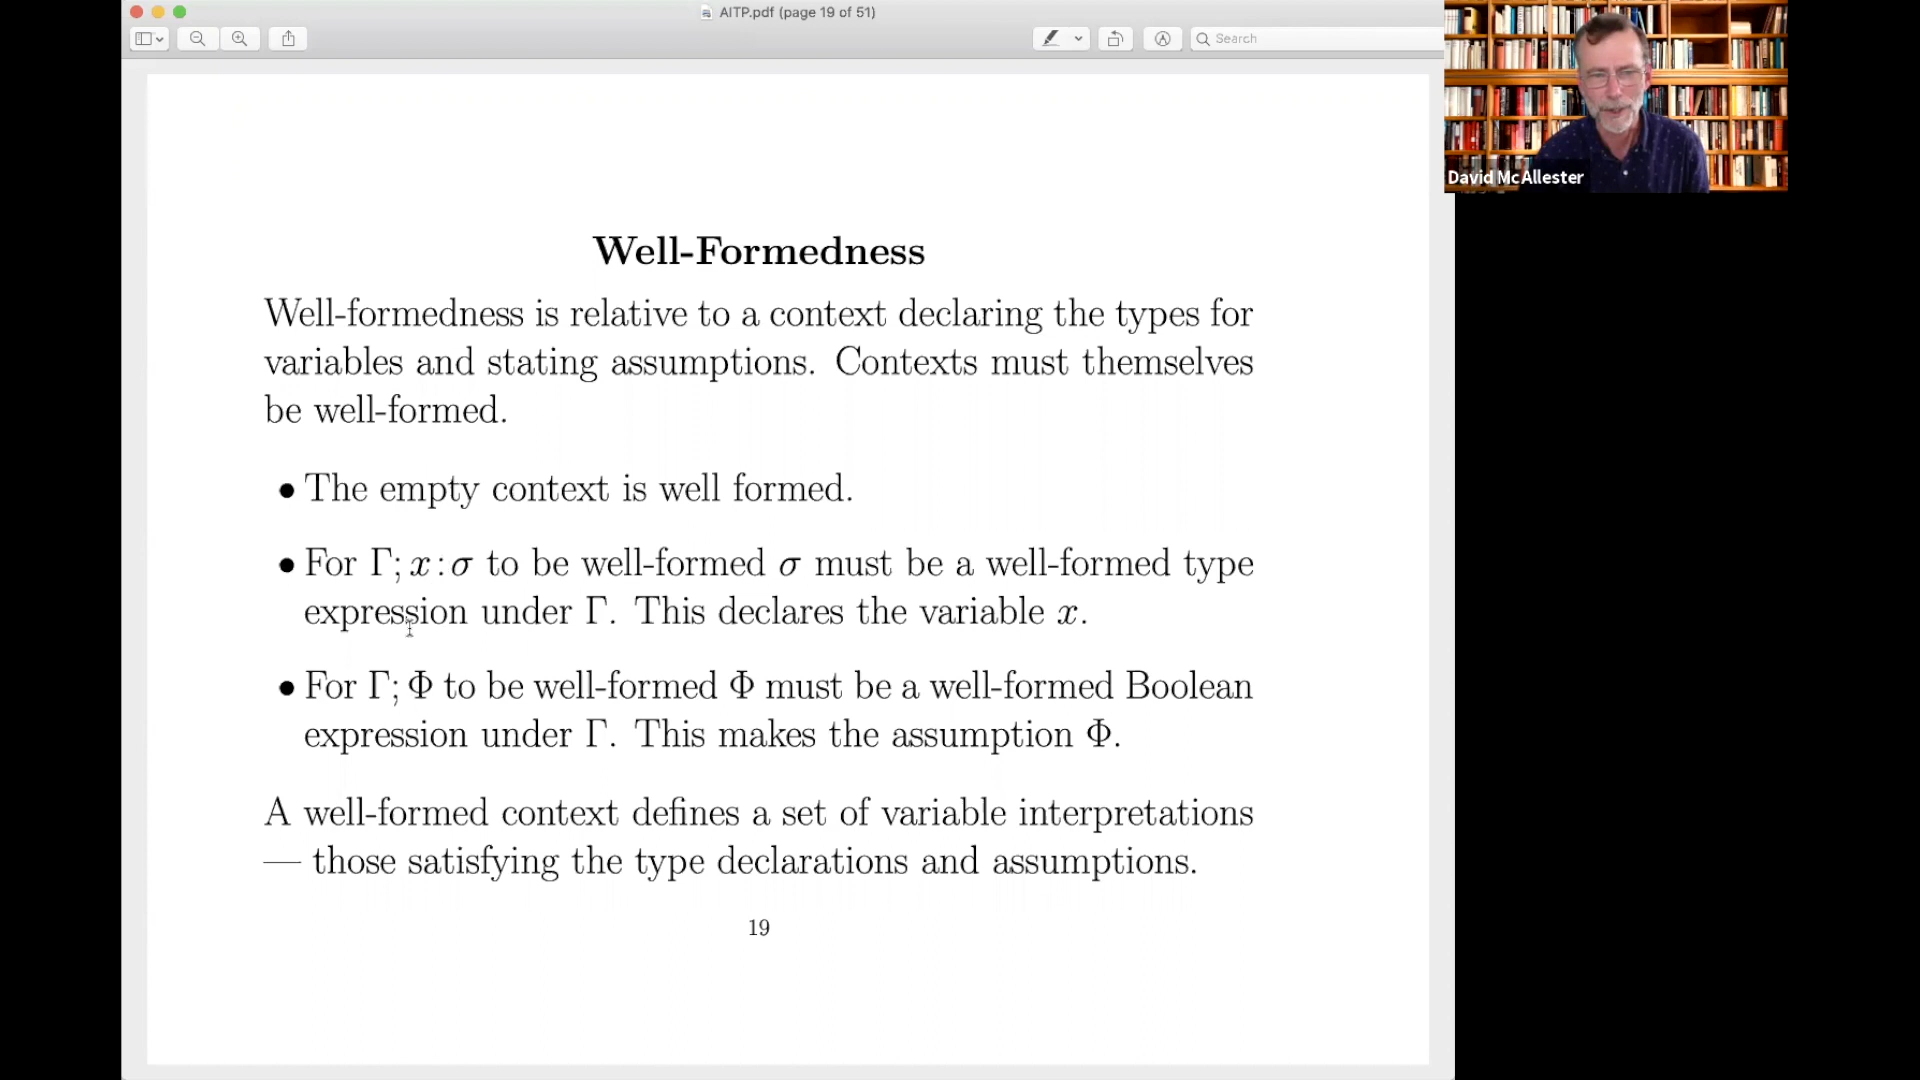 AITP.pdf (page 19 of 51)
Search
David McAllester
Well-Formedness
Well-formedness is relative to a context declaring the types for
variables and stating assumptions. Contexts must themselves
be well-formed.
• The empty context is well formed.
• For Γ; x : σ to be well-formed σ must be a well-formed type
expression under Γ. This declares the variable x.
• For Γ; Φ to be well-formed Φ must be a well-formed Boolean
expression under Γ. This makes the assumption Φ.
A well-formed context defines a set of variable interpretations
— those satisfying the type declarations and assumptions.
19